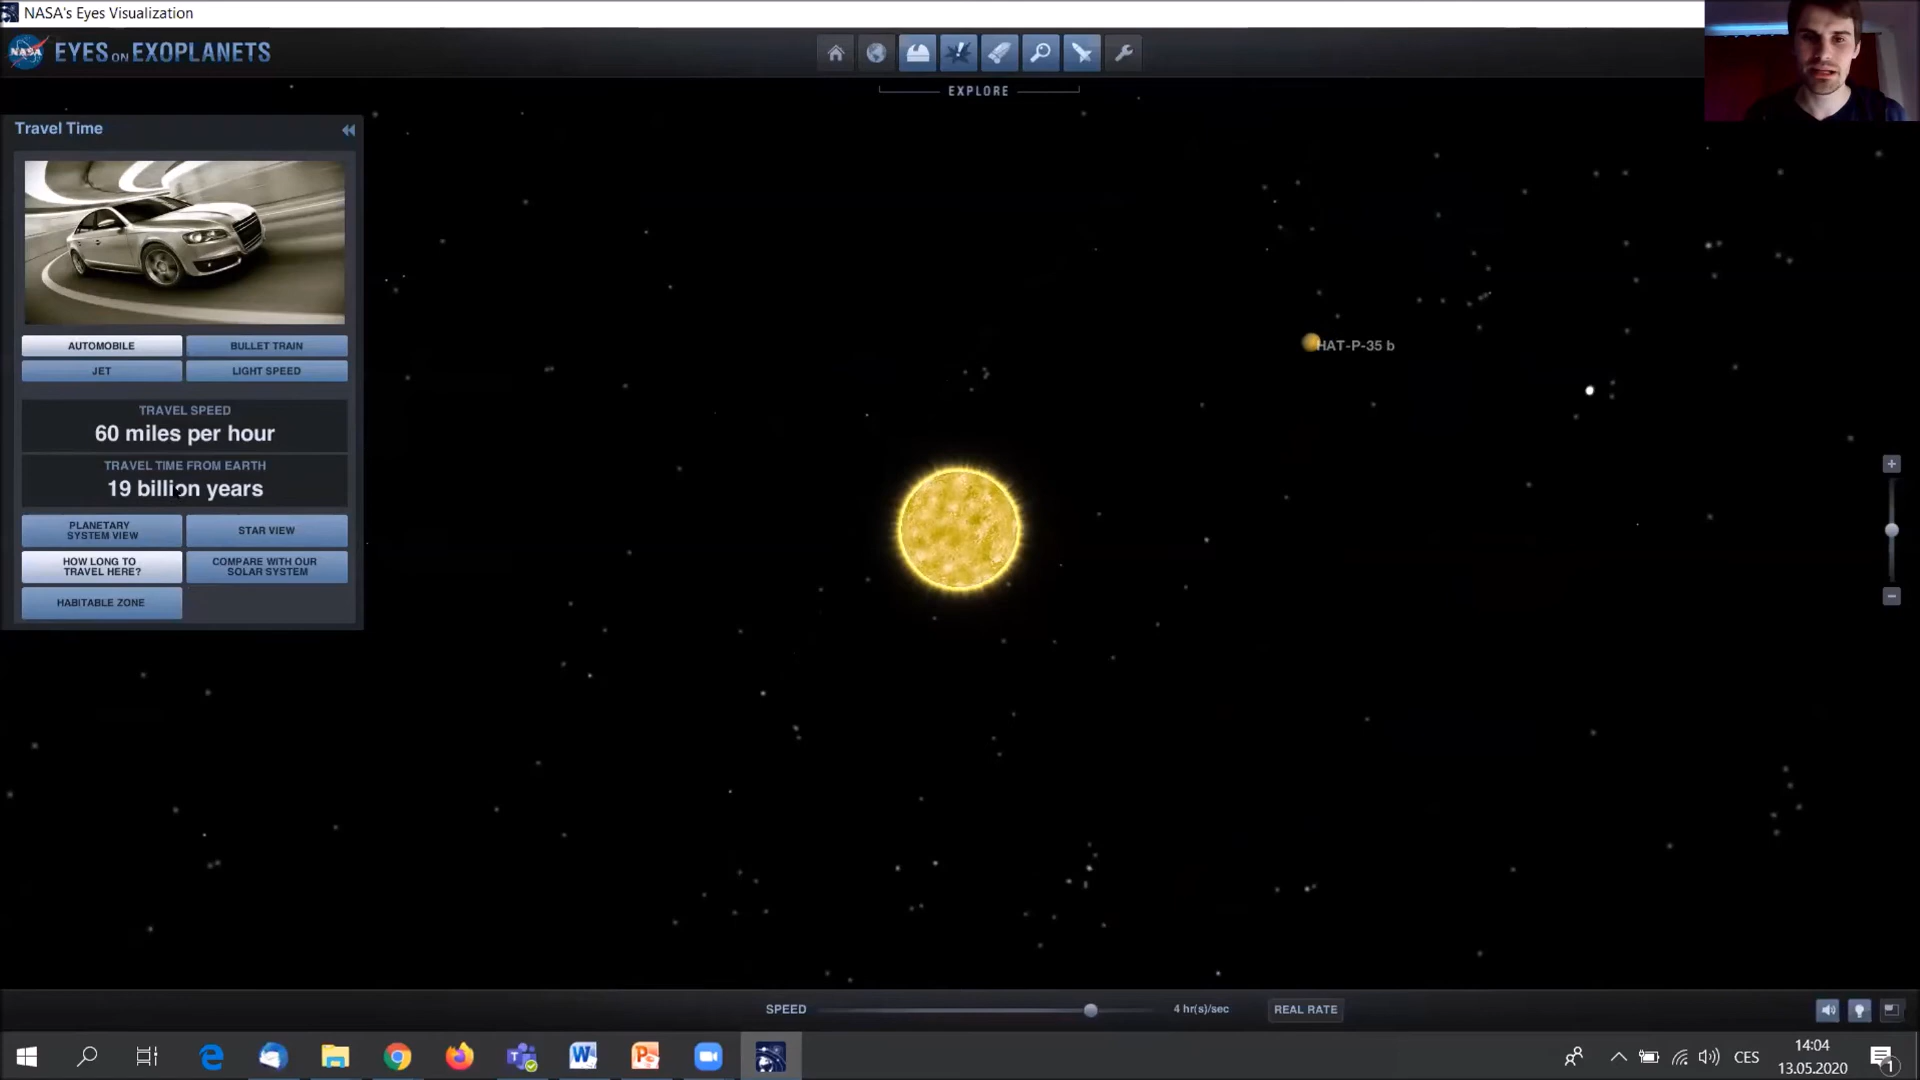 NASA's Eyes Visualization
NASA EYES ON EXOPLANETS
EXPLORE
Travel Time
AUTOMOBILE
BULLET TRAIN
JET
LIGHT SPEED
TRAVEL SPEED
60 miles per hour
TRAVEL TIME FROM EARTH
19 billion years
PLANETARY
SYSTEM VIEW
STAR VIEW
HOW LONG TO
TRAVEL HERE?
COMPARE WITH OUR
SOLAR SYSTEM
HABITABLE ZONE
HAT-P-35 b
SPEED
4 hr(s)/sec
REAL RATE
CES
14:04
13.05.2020
1